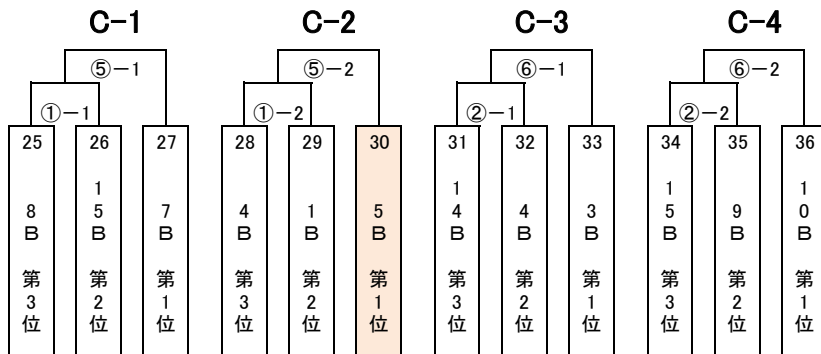 C-1 C-2 C-3 C-4
⑤-1 ⑤-2 ⑥-1 ⑥-2
①-1 ①-2 ②-1 ②-2
25 26 27 28 29 30 31 32 33 34 35 36
8B 第3位
15B 第2位
7B 第1位
4B 第3位
1B 第2位
5B 第1位
14B 第3位
4B 第2位
3B 第1位
15B 第3位
9B 第2位
10B 第1位